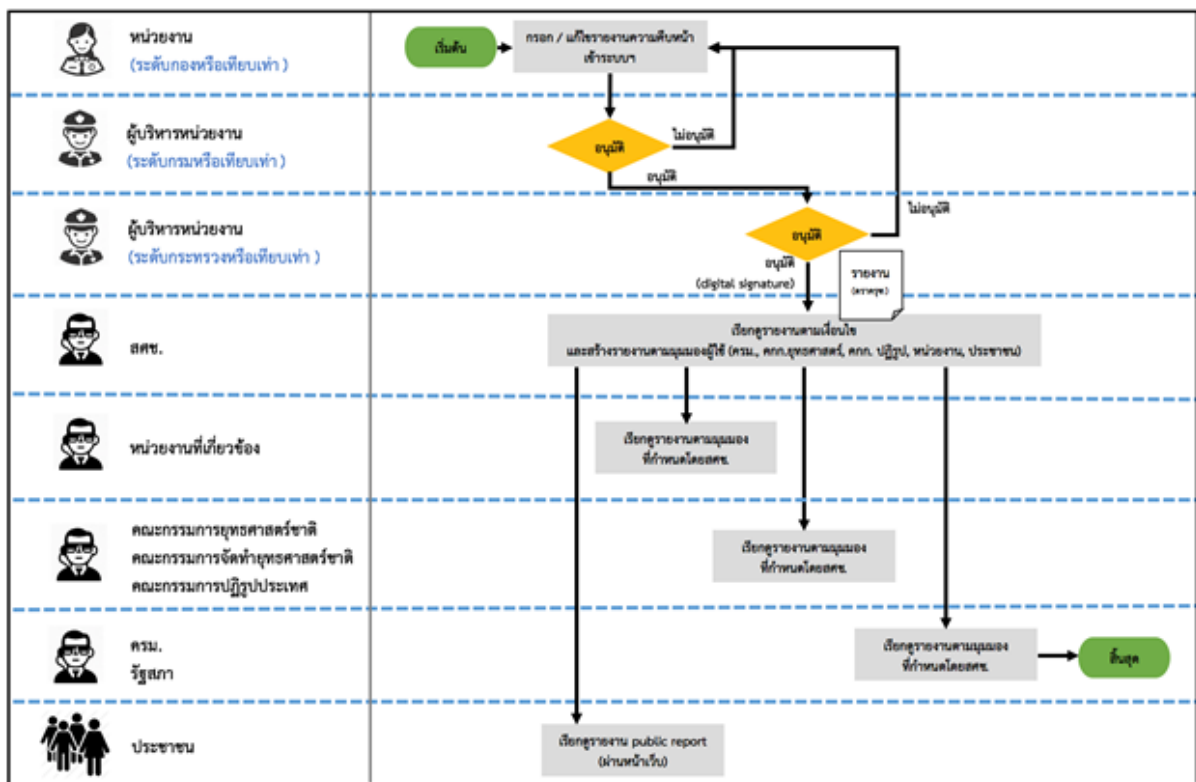 หน่วยงาน
(ระดับกองหรือเทียบเท่า )
เริ่มต้น
กรอก / แก้ไขรายงานความคืบหน้า
เข้าระบบฯ
ผู้บริหารหน่วยงาน
(ระดับกรมหรือเทียบเท่า )
อนุมัติ
ไม่อนุมัติ
อนุมัติ
ผู้บริหารหน่วยงาน
(ระดับกระทรวงหรือเทียบเท่า )
อนุมัติ
ไม่อนุมัติ
อนุมัติ
(digital signature)
รายงาน
(ตราครุฑ)
สศช.
เรียกดูรายงานตามเงื่อนไข
และสร้างรายงานตามมุมมองผู้ใช้ (ครม., คกก.ยุทธศาสตร์, คกก. ปฏิรูป, หน่วยงาน, ประชาชน)
หน่วยงานที่เกี่ยวข้อง
เรียกดูรายงานตามมุมมอง
ที่กำหนดโดยสศช.
คณะกรรมการยุทธศาสตร์ชาติ
คณะกรรมการจัดทำยุทธศาสตร์ชาติ
คณะกรรมการปฏิรูปประเทศ
เรียกดูรายงานตามมุมมอง
ที่กำหนดโดยสศช.
ครม.
รัฐสภา
เรียกดูรายงานตามมุมมอง
ที่กำหนดโดยสศช.
สิ้นสุด
ประชาชน
เรียกดูรายงาน public report
(ผ่านหน้าเว็บ)